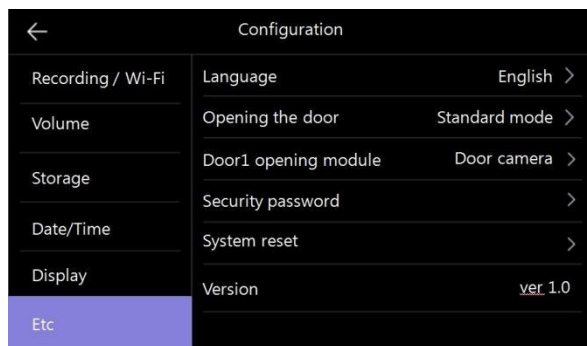 Configuration
Recording / Wi-Fi
Volume
Storage
Date/Time
Display
Etc
Language English
Opening the door Standard mode
Door1 opening module Door camera
Security password
System reset
Version ver 1.0